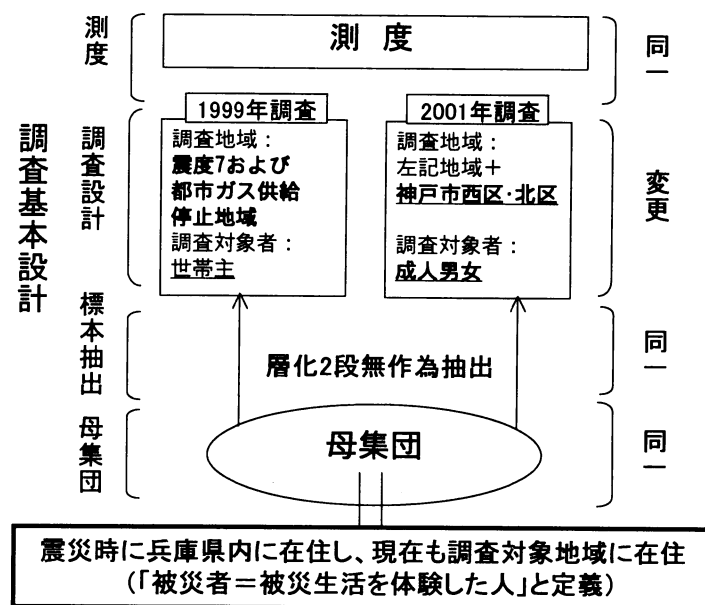 測度
測 度
同一
調査基本設計
調査設計
1999年調査
調査地域：
震度7および
都市ガス供給
停止地域
調査対象者：
世帯主
2001年調査
調査地域：
左記地域＋
神戸市西区・北区
調査対象者：
成人男女
変更
標本抽出
層化2段無作為抽出
同一
母集団
母集団
同一
震災時に兵庫県内に在住し、現在も調査対象地域に在住
（「被災者＝被災生活を体験した人」と定義）